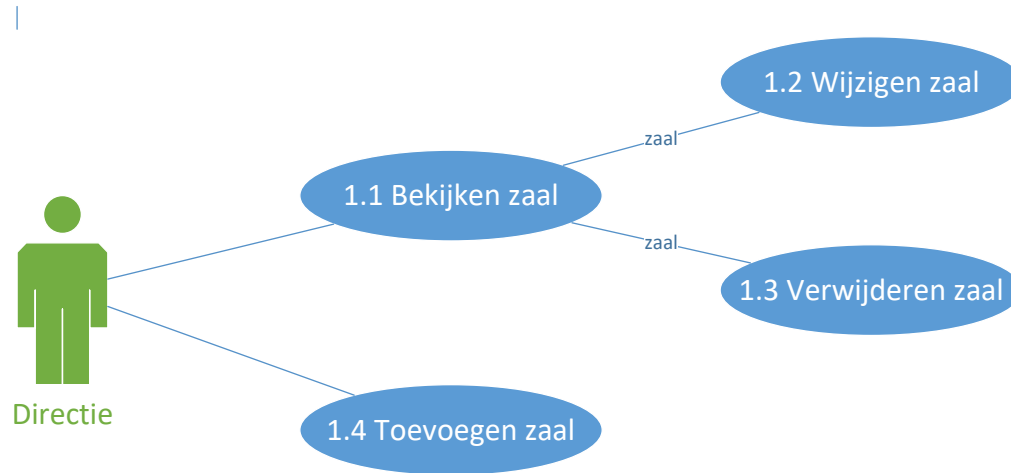 1.2 Wijzigen zaal
zaal
1.1 Bekijken zaal
zaal
1.3 Verwijderen zaal
Directie
1.4 Toevoegen zaal